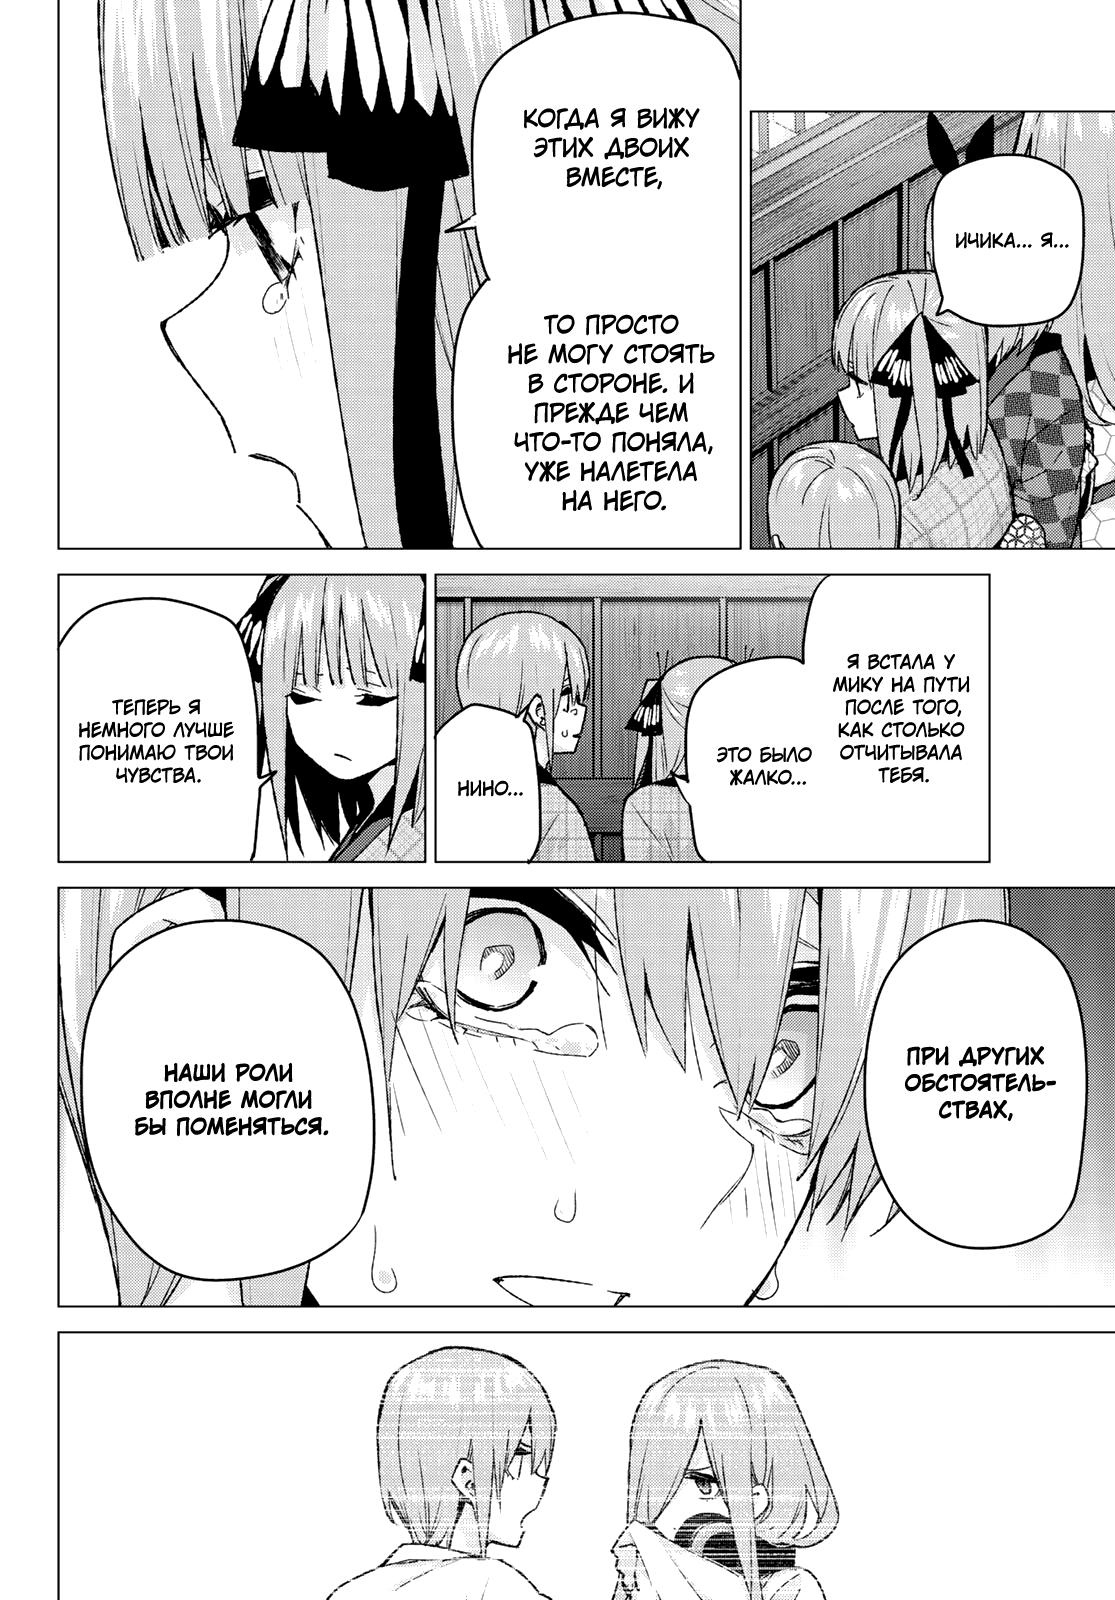 ИЧИКА... Я...
КОГДА Я ВИЖУ
ЭТИХ ДВОИХ
ВМЕСТЕ,
ТО ПРОСТО
НЕ МОГУ СТОЯТЬ
В СТОРОНЕ. И
ПРЕЖДЕ ЧЕМ
ЧТО-ТО ПОНЯЛА,
УЖЕ НАЛЕТЕЛА
НА НЕГО.
Я ВСТАЛА У
МИКУ НА ПУТИ
ПОСЛЕ ТОГО,
КАК СТОЛЬКО
ОТЧИТЫВАЛА
ТЕБЯ.
ЭТО БЫЛО
ЖАЛКО...
НИНО...
ТЕПЕРЬ Я
НЕМНОГО ЛУЧШЕ
ПОНИМАЮ ТВОИ
ЧУВСТВА.
ПРИ ДРУГИХ
ОБСТОЯТЕЛЬ-
СТВАХ,
НАШИ РОЛИ
ВПОЛНЕ МОГЛИ
БЫ ПОМЕНЯТЬСЯ.